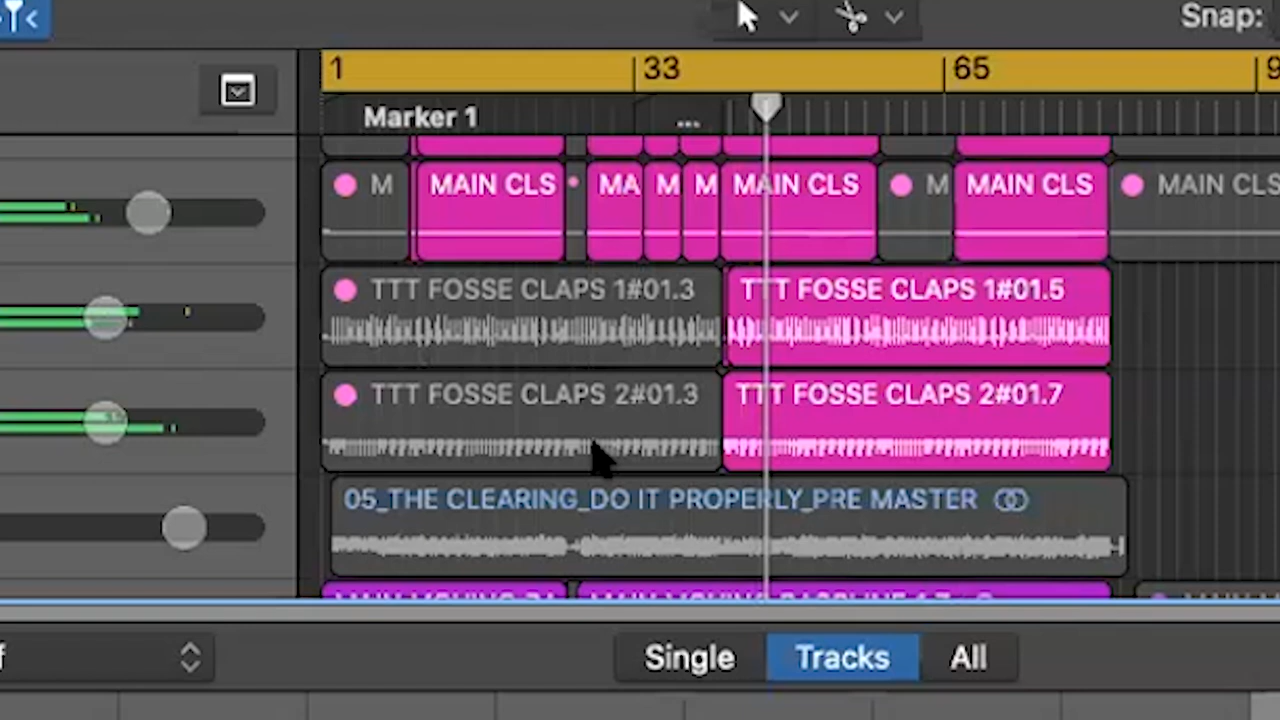 Snap:
1 33 65 9
Marker 1 ...
M MAIN CLS MA M M MAIN CLS M MAIN CLS MAIN CLS
TTT FOSSE CLAPS 1#01.3 TTT FOSSE CLAPS 1#01.5
TTT FOSSE CLAPS 2#01.3 TTT FOSSE CLAPS 2#01.7
05_THE CLEARING_DO IT PROPERLY_PRE MASTER
f Single Tracks All